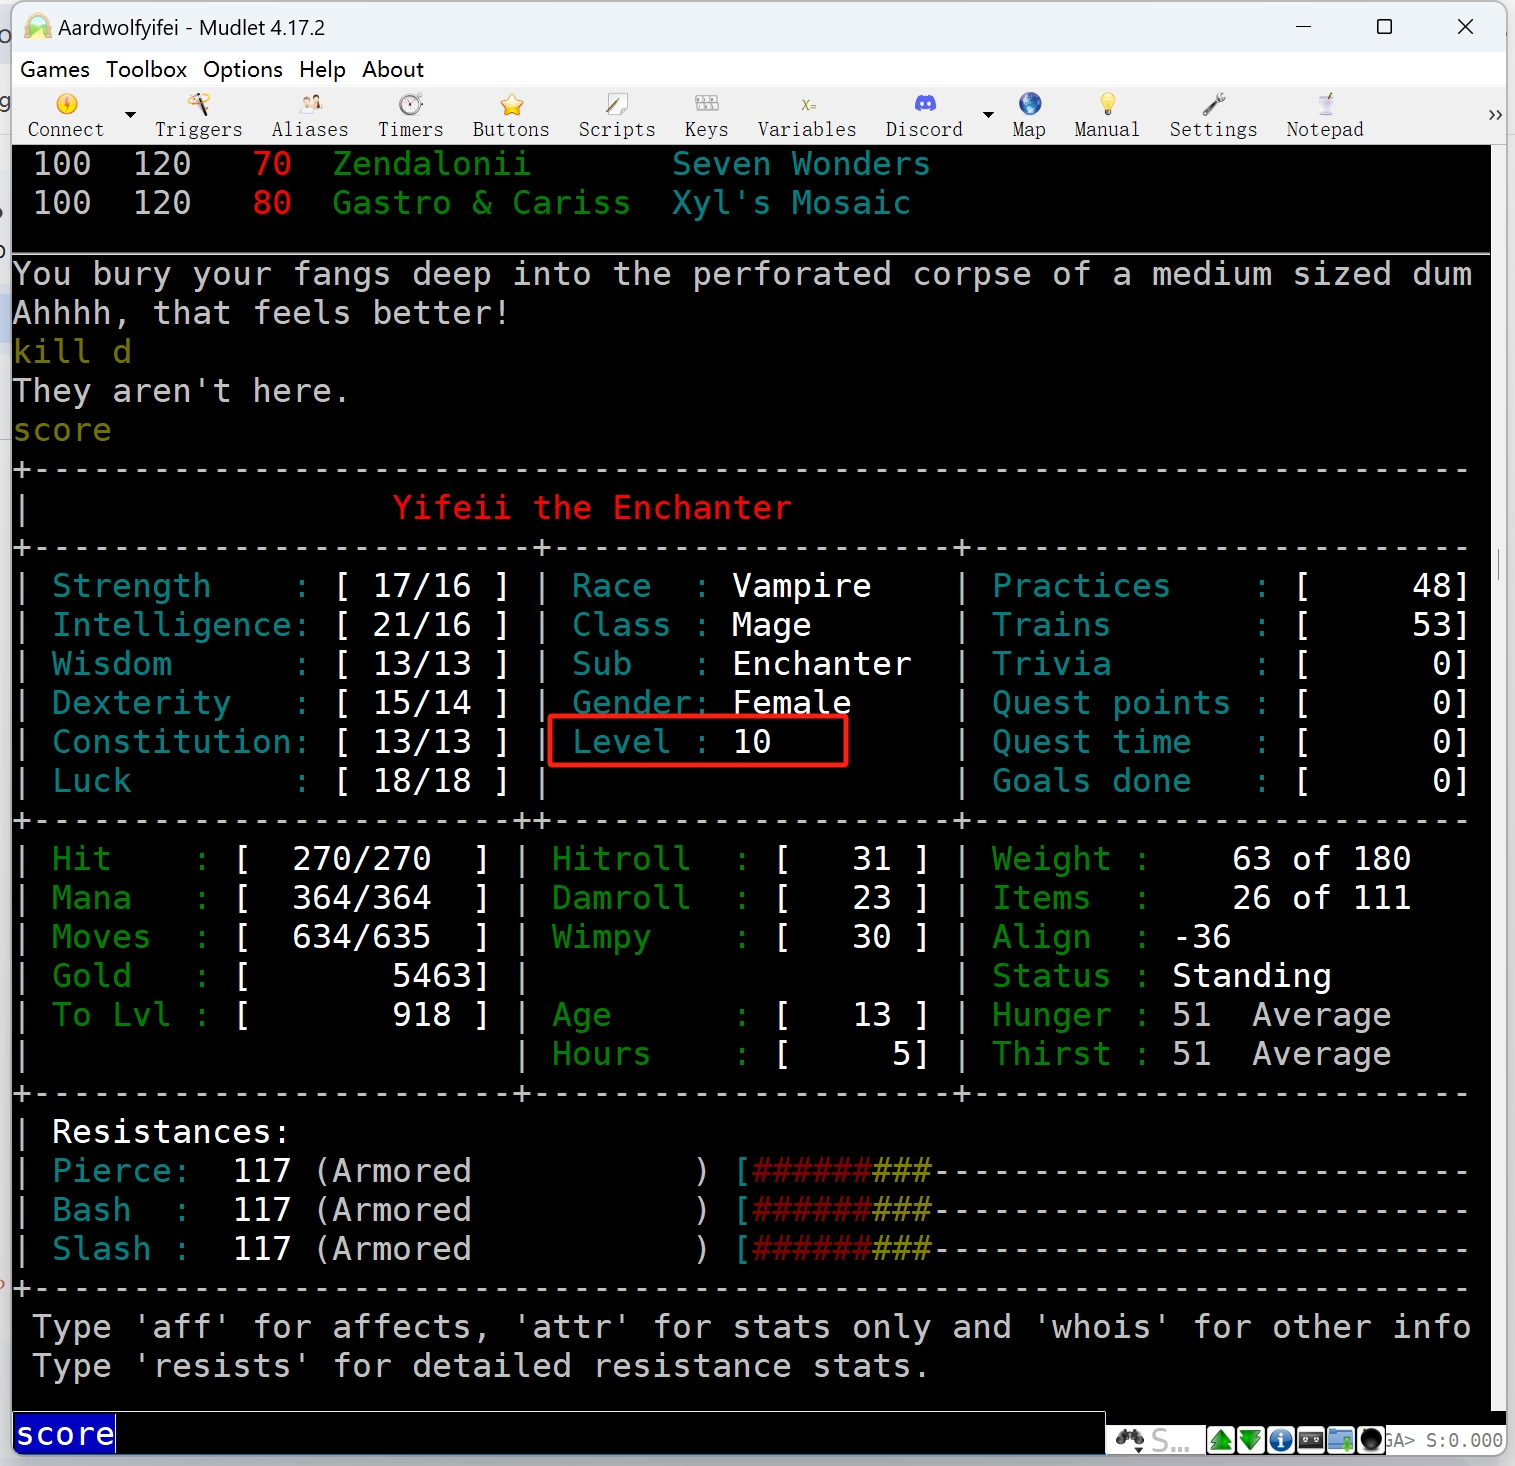 Aardwolfyifei - Mudlet 4.17.2
Games Toolbox Options Help About
Connect Triggers Aliases Timers Buttons Scripts Keys Variables Discord Map Manual Settings Notepad »
100 120 70 Zendalonii Seven Wonders
100 120 80 Gastro & Cariss Xyl's Mosaic
You bury your fangs deep into the perforated corpse of a medium sized dum
Ahhhh, that feels better!
kill d
They aren't here.
score
+------------------------------------------------------------------------
| Yifeii the Enchanter
+-------------------------+--------------------+-------------------------
| Strength : [ 17/16 ] | Race : Vampire | Practices : [ 48]
| Intelligence: [ 21/16 ] | Class : Mage | Trains : [ 53]
| Wisdom : [ 13/13 ] | Sub : Enchanter | Trivia : [ 0]
| Dexterity : [ 15/14 ] | Gender: Female | Quest points : [ 0]
| Constitution: [ 13/13 ] | Level : 10 | Quest time : [ 0]
| Luck : [ 18/18 ] | | Goals done : [ 0]
+------------------------++--------------------+-------------------------
| Hit : [ 270/270 ] | Hitroll : [ 31 ] | Weight : 63 of 180
| Mana : [ 364/364 ] | Damroll : [ 23 ] | Items : 26 of 111
| Moves : [ 634/635 ] | Wimpy : [ 30 ] | Align : -36
| Gold : [ 5463] | | Status : Standing
| To Lvl : [ 918 ] | Age : [ 13 ] | Hunger : 51 Average
| | Hours : [ 5] | Thirst : 51 Average
+------------------------+---------------------+-------------------------
| Resistances:
| Pierce: 117 (Armored ) [#########---------------------------
| Bash : 117 (Armored ) [#########---------------------------
| Slash : 117 (Armored ) [#########---------------------------
+------------------------------------------------------------------------
Type 'aff' for affects, 'attr' for stats only and 'whois' for other info
Type 'resists' for detailed resistance stats.
score S... GA> S:0.000